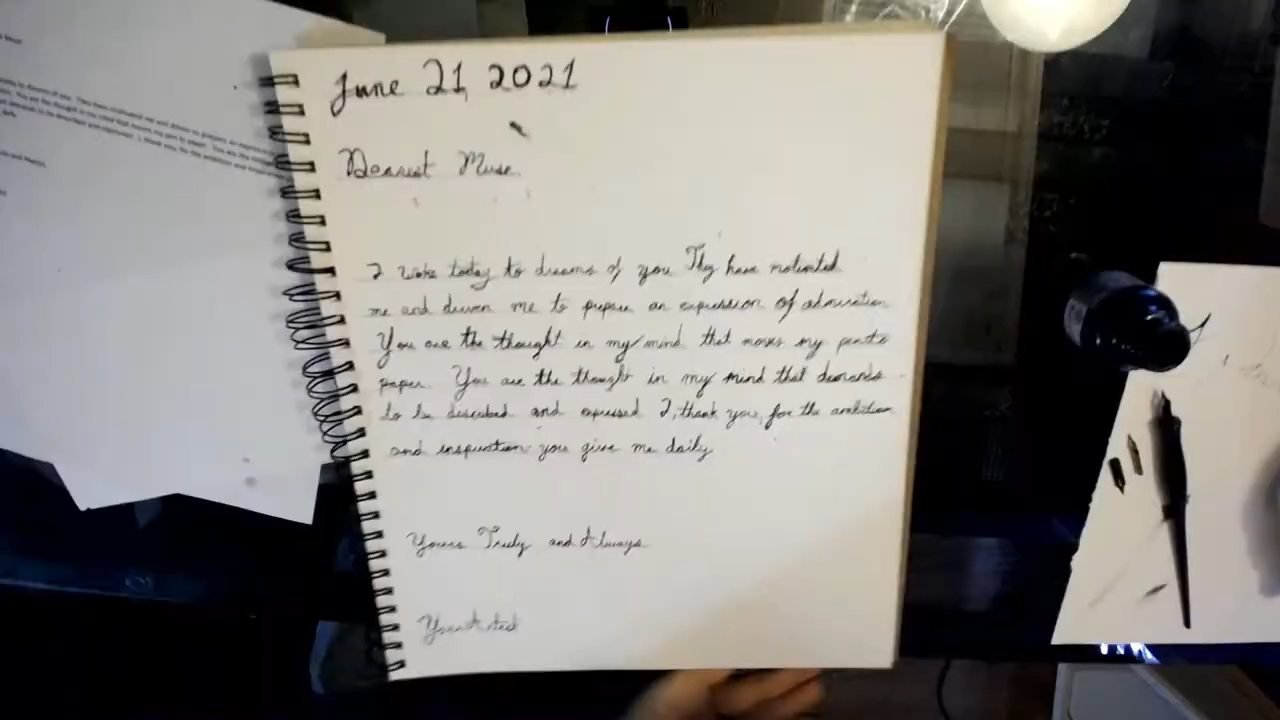 June 21, 2021
Dearest Muse
I woke today to dreams of you They have motivated
me and driven me to prepare an expression of admiration
You are the thought in my mind that moves my pen to
paper. You are the thought in my mind that demands
to be described and expressed I, thank you, for the ambition
and inspiration you give me daily
Yours Truly and Always
Your Artist